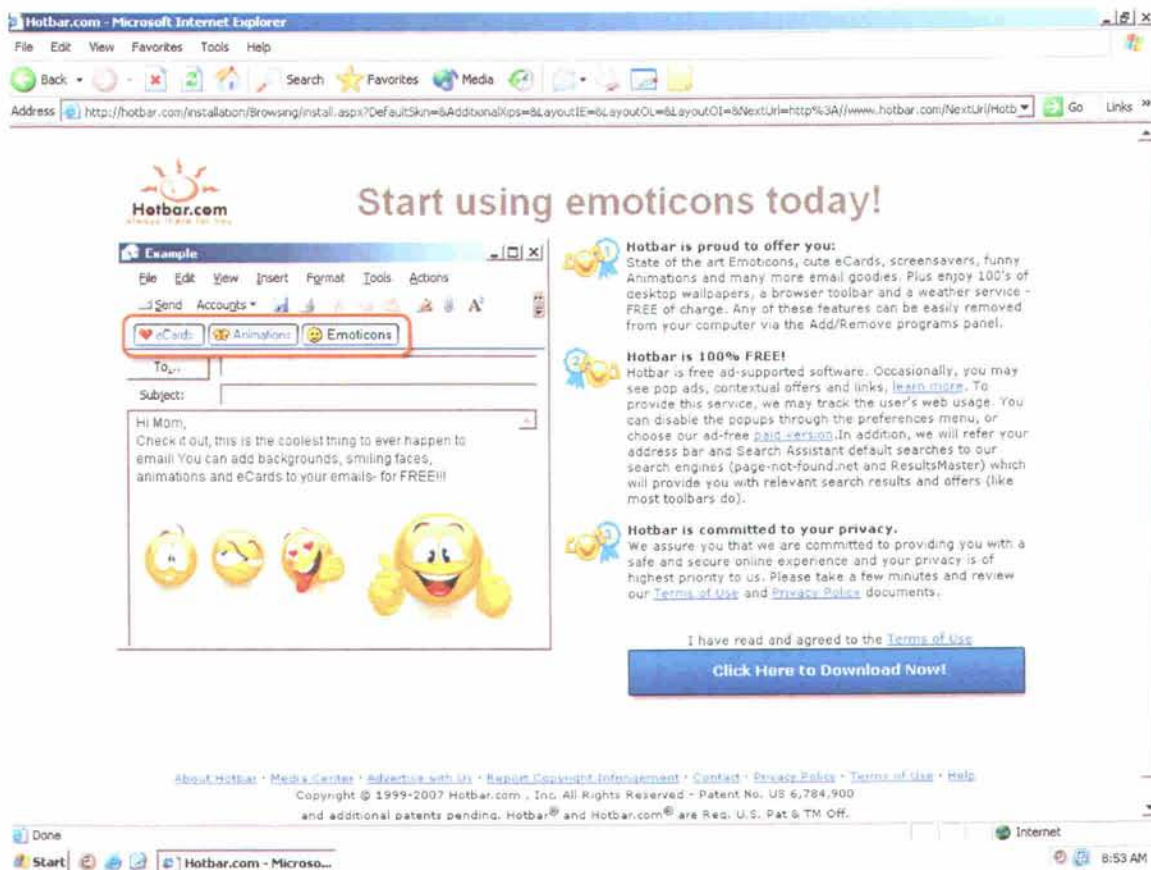 Hotbar.com - Microsoft Internet Explorer
File Edit View Favorites Tools Help
Back Search Favorites Media
Address http://hotbar.com/installation/Browsing/install.aspx?DefaultSkin=&AdditionalXips=&LayoutIE=&LayoutOL=&LayoutOI=&NextUrl=http%3A//www.hotbar.com/NextUrl/Hotb Go Links »
Hotbar.com
always there for you
Start using emoticons today!
Example
File Edit View Insert Format Tools Actions
Send Accounts
eCards Animations Emoticons
To...
Subject:
Hi Mom,
Check it out, this is the coolest thing to ever happen to
email! You can add backgrounds, smiling faces,
animations and eCards to your emails- for FREE!!!
1
Hotbar is proud to offer you:
State of the art Emoticons, cute eCards, screensavers, funny
Animations and many more email goodies. Plus enjoy 100's of
desktop wallpapers, a browser toolbar and a weather service -
FREE of charge. Any of these features can be easily removed
from your computer via the Add/Remove programs panel.
2
Hotbar is 100% FREE!
Hotbar is free ad-supported software. Occasionally, you may
see pop ads, contextual offers and links, learn more. To
provide this service, we may track the user's web usage. You
can disable the popups through the preferences menu, or
choose our ad-free paid version.In addition, we will refer your
address bar and Search Assistant default searches to our
search engines (page-not-found.net and ResultsMaster) which
will provide you with relevant search results and offers (like
most toolbars do).
3
Hotbar is committed to your privacy.
We assure you that we are committed to providing you with a
safe and secure online experience and your privacy is of
highest priority to us. Please take a few minutes and review
our Terms of Use and Privacy Policy documents.
I have read and agreed to the Terms of Use
Click Here to Download Now!
About Hotbar · Media Center · Advertise with Us · Report Copyright Infringement · Contact · Privacy Policy · Terms of Use · Help
Copyright © 1999-2007 Hotbar.com , Inc. All Rights Reserved - Patent No. US 6,784,900
and additional patents pending. Hotbar® and Hotbar.com® are Reg. U.S. Pat & TM Off.
Done Internet
Start Hotbar.com - Microso... 8:53 AM